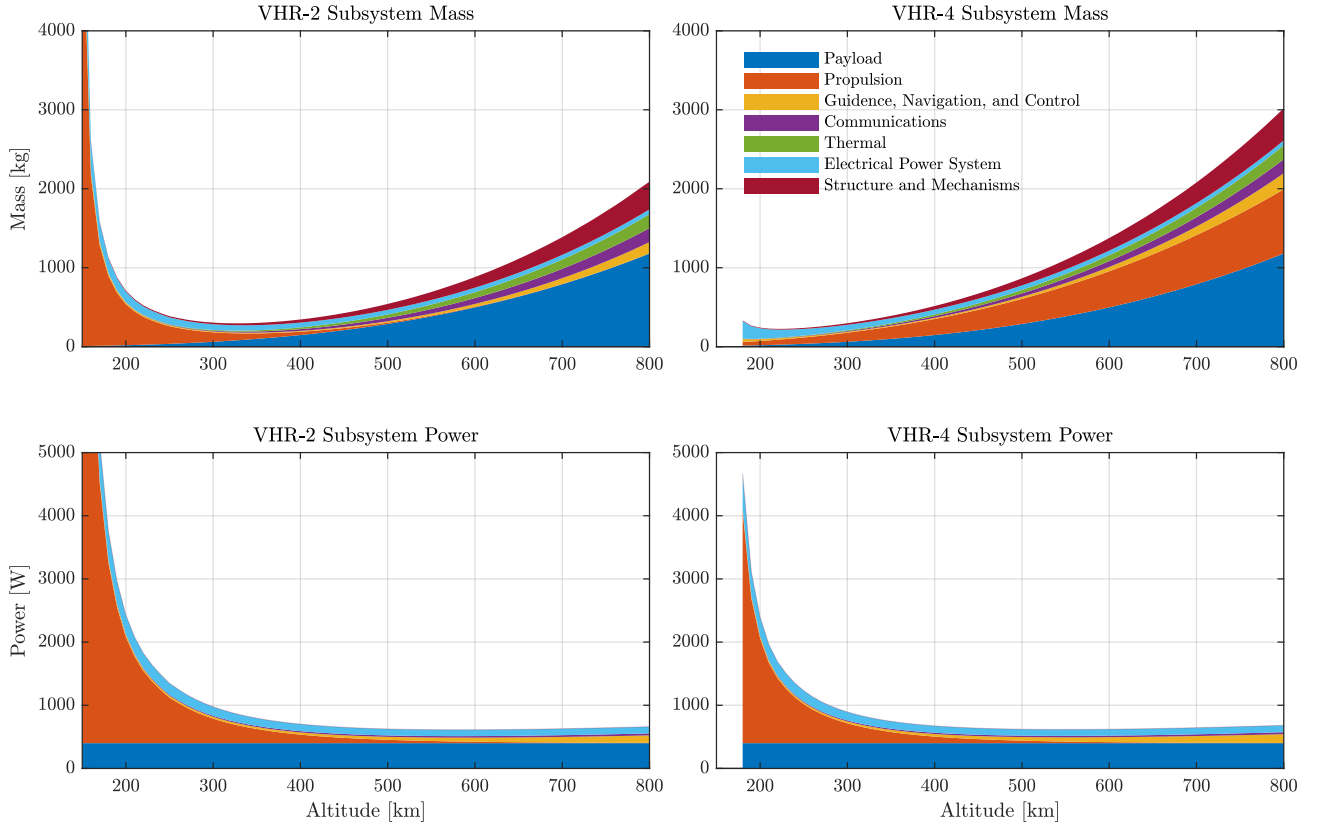 VHR-2 Subsystem Mass
4000
3000
2000
1000
0
Mass [kg]
200 300 400 500 600 700 800
VHR-4 Subsystem Mass
4000
3000
2000
1000
0
Payload
Propulsion
Guidence, Navigation, and Control
Communications
Thermal
Electrical Power System
Structure and Mechanisms
200 300 400 500 600 700 800
VHR-2 Subsystem Power
5000
4000
3000
2000
1000
0
Power [W]
200 300 400 500 600 700 800
Altitude [km]
VHR-4 Subsystem Power
5000
4000
3000
2000
1000
0
200 300 400 500 600 700 800
Altitude [km]